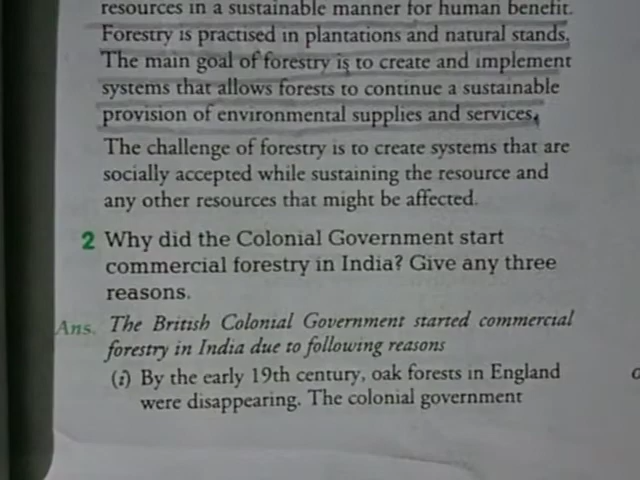 resources in a sustainable manner for human benefit.
Forestry is practised in plantations and natural stands.
The main goal of forestry is to create and implement
systems that allows forests to continue a sustainable
provision of environmental supplies and services.
The challenge of forestry is to create systems that are
socially accepted while sustaining the resource and
any other resources that might be affected.
2 Why did the Colonial Government start
commercial forestry in India? Give any three
reasons.
Ans. The British Colonial Government started commercial
forestry in India due to following reasons
(i) By the early 19th century, oak forests in England
were disappearing. The colonial government